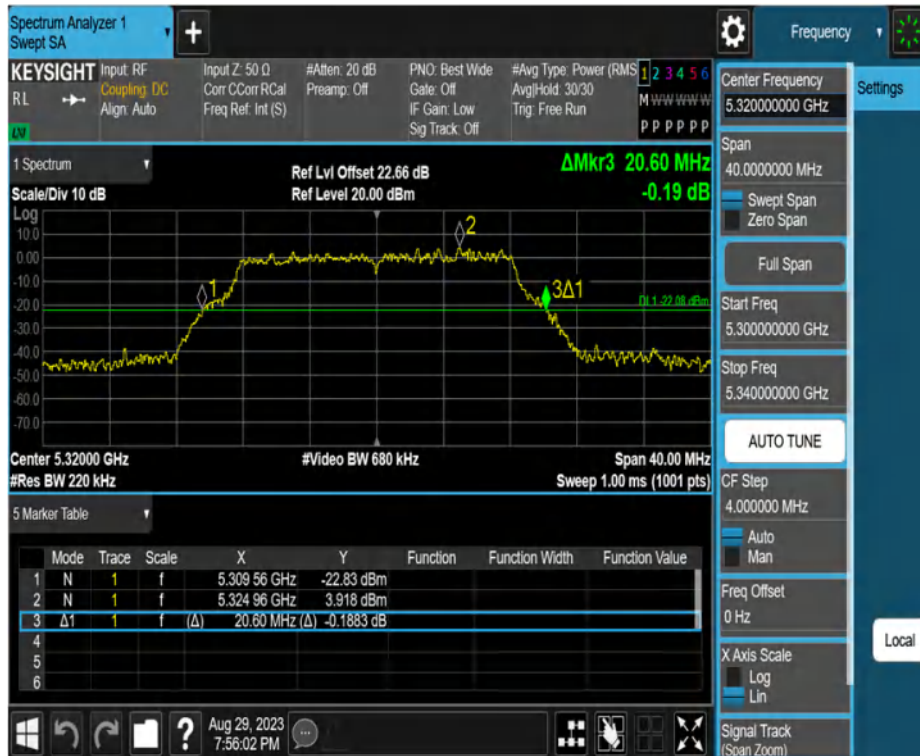 Spectrum Analyzer 1
Swept SA
+
Frequency
KEYSIGHT
RL
LNI
Input: RF
Coupling: DC
Align: Auto
Input Z: 50 Ω
Corr CCorr RCal
Freq Ref: Int (S)
#Atten: 20 dB
Preamp: Off
PNO: Best Wide
Gate: Off
IF Gain: Low
Sig Track: Off
#Avg Type: Power (RMS
Avg|Hold: 30/30
Trig: Free Run
1 2 3 4 5 6
M W W W W W
P P P P P P
Center Frequency
5.320000000 GHz
Settings
Span
40.0000000 MHz
Swept Span
Zero Span
Full Span
Start Freq
5.300000000 GHz
Stop Freq
5.340000000 GHz
AUTO TUNE
CF Step
4.000000 MHz
Auto
Man
Freq Offset
0 Hz
X Axis Scale
Log
Lin
Local
Signal Track
(Span Zoom)
1 Spectrum
Scale/Div 10 dB
Ref Lvl Offset 22.66 dB
Ref Level 20.00 dBm
ΔMkr3 20.60 MHz
-0.19 dB
Log
10.0
0.00
-10.0
-20.0
-30.0
-40.0
-50.0
-60.0
-70.0
1
2
3Δ1
DL1 -22.08 dBm
Center 5.32000 GHz
#Video BW 680 kHz
Span 40.00 MHz
#Res BW 220 kHz
Sweep 1.00 ms (1001 pts)
5 Marker Table
Mode Trace Scale X Y Function Function Width Function Value
1 N 1 f 5.309 56 GHz -22.83 dBm
2 N 1 f 5.324 96 GHz 3.918 dBm
3 Δ1 1 f (Δ) 20.60 MHz (Δ) -0.1883 dB
4
5
6
?
Aug 29, 2023
7:56:02 PM